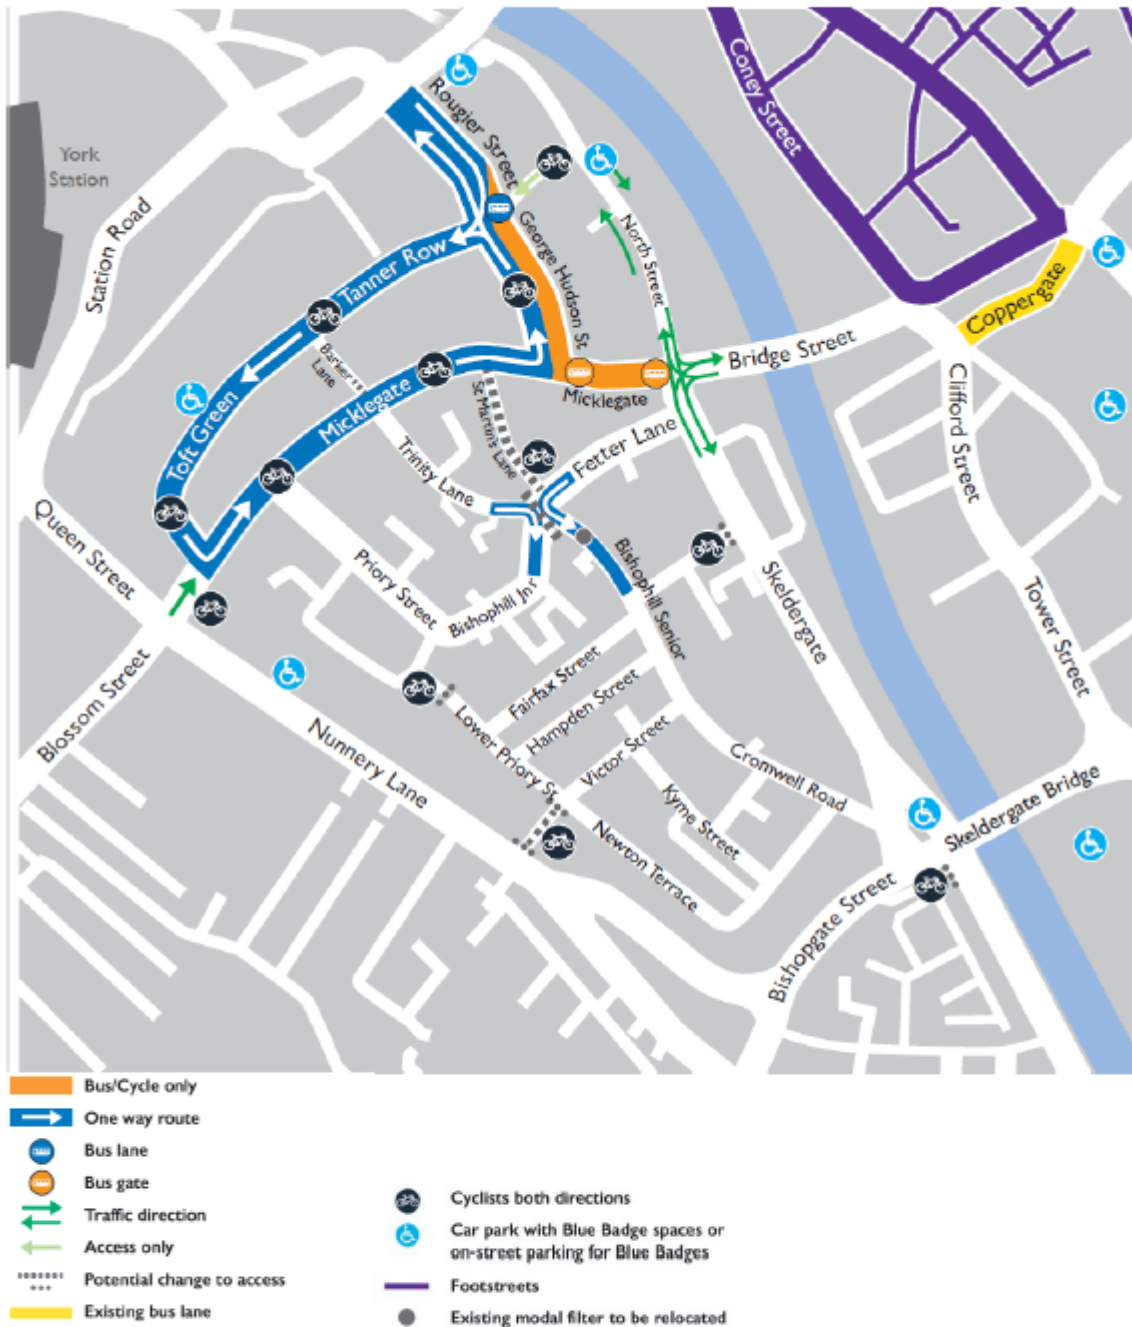 York
Station
Station Road
Rougier Street
Coney Street
George Hudson St
North Street
Tanner Row
Barker
Lane
Toft Green
Micklegate
Micklegate
St Martin's Lane
Bridge Street
Coppergate
Clifford Street
Fetter Lane
Trinity Lane
Queen Street
Priory Street
Bishophill Jnr
Bishophill Senior
Skeldergate
Tower Street
Blossom Street
Nunnery Lane
Fairfax Street
Hampden Street
Lower Priory St
Victor Street
Cromwell Road
Kyme Street
Newton Terrace
Skeldergate Bridge
Bishopgate Street
Bus/Cycle only
One way route
Bus lane
Bus gate
Traffic direction
Access only
Potential change to access
Existing bus lane
Cyclists both directions
Car park with Blue Badge spaces or
on-street parking for Blue Badges
Footstreets
Existing modal filter to be relocated